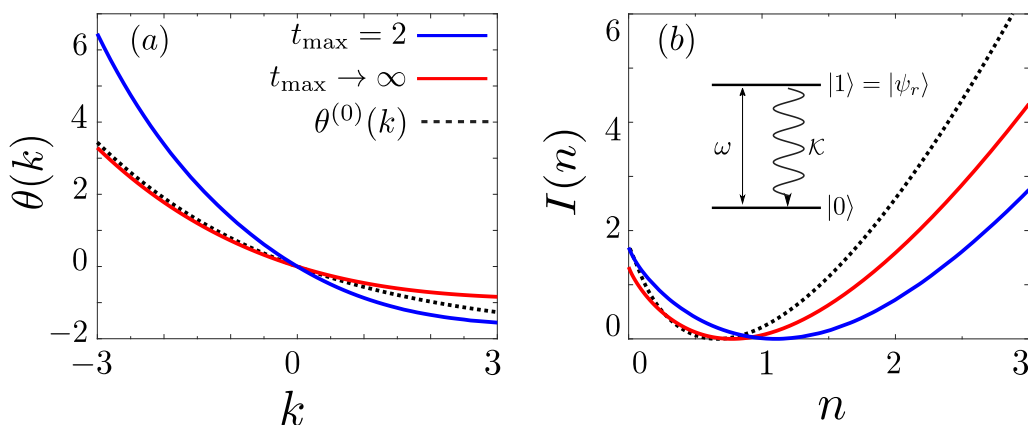 (a)
t_max = 2
t_max → ∞
θ^(0)(k)
6
4
2
0
−2
θ(k)
−3
0
3
k
(b)
6
4
2
0
I(n)
|1⟩ = |ψ_r⟩
ω
𝒦
|0⟩
0
1
2
3
n